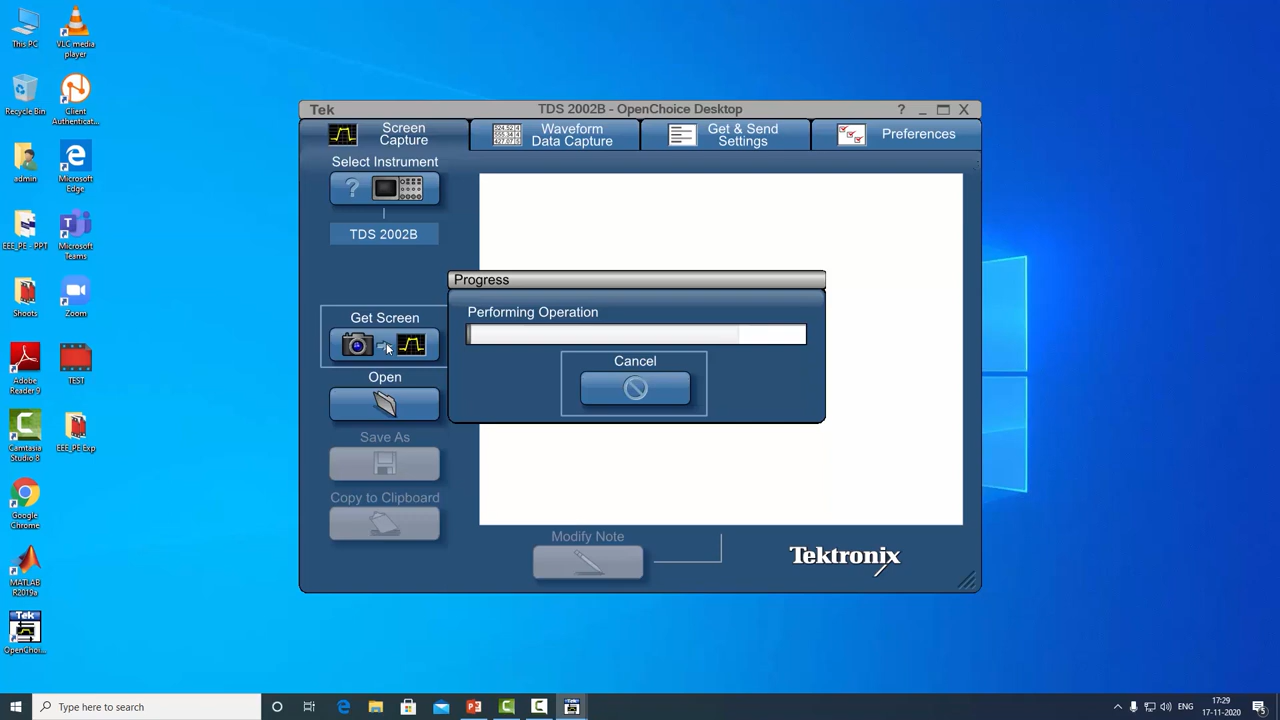 This PC
VLC media
player
Recycle Bin
Client
Authenticat...
admin
Microsoft
Edge
EEE_PE - PPT
Microsoft
Teams
Shoots
Zoom
Adobe
Reader 9
TEST
Camtasia
Studio 8
EEE_PE Exp
Google
Chrome
MATLAB
R2019a
Tek
OpenChoi...
Tek
TDS 2002B - OpenChoice Desktop
Screen
Capture
Waveform
Data Capture
Get & Send
Settings
Preferences
Select Instrument
TDS 2002B
Get Screen
Open
Save As
Copy to Clipboard
Progress
Performing Operation
Cancel
Modify Note
Tektronix
Type here to search
ENG
17:29
17-11-2020